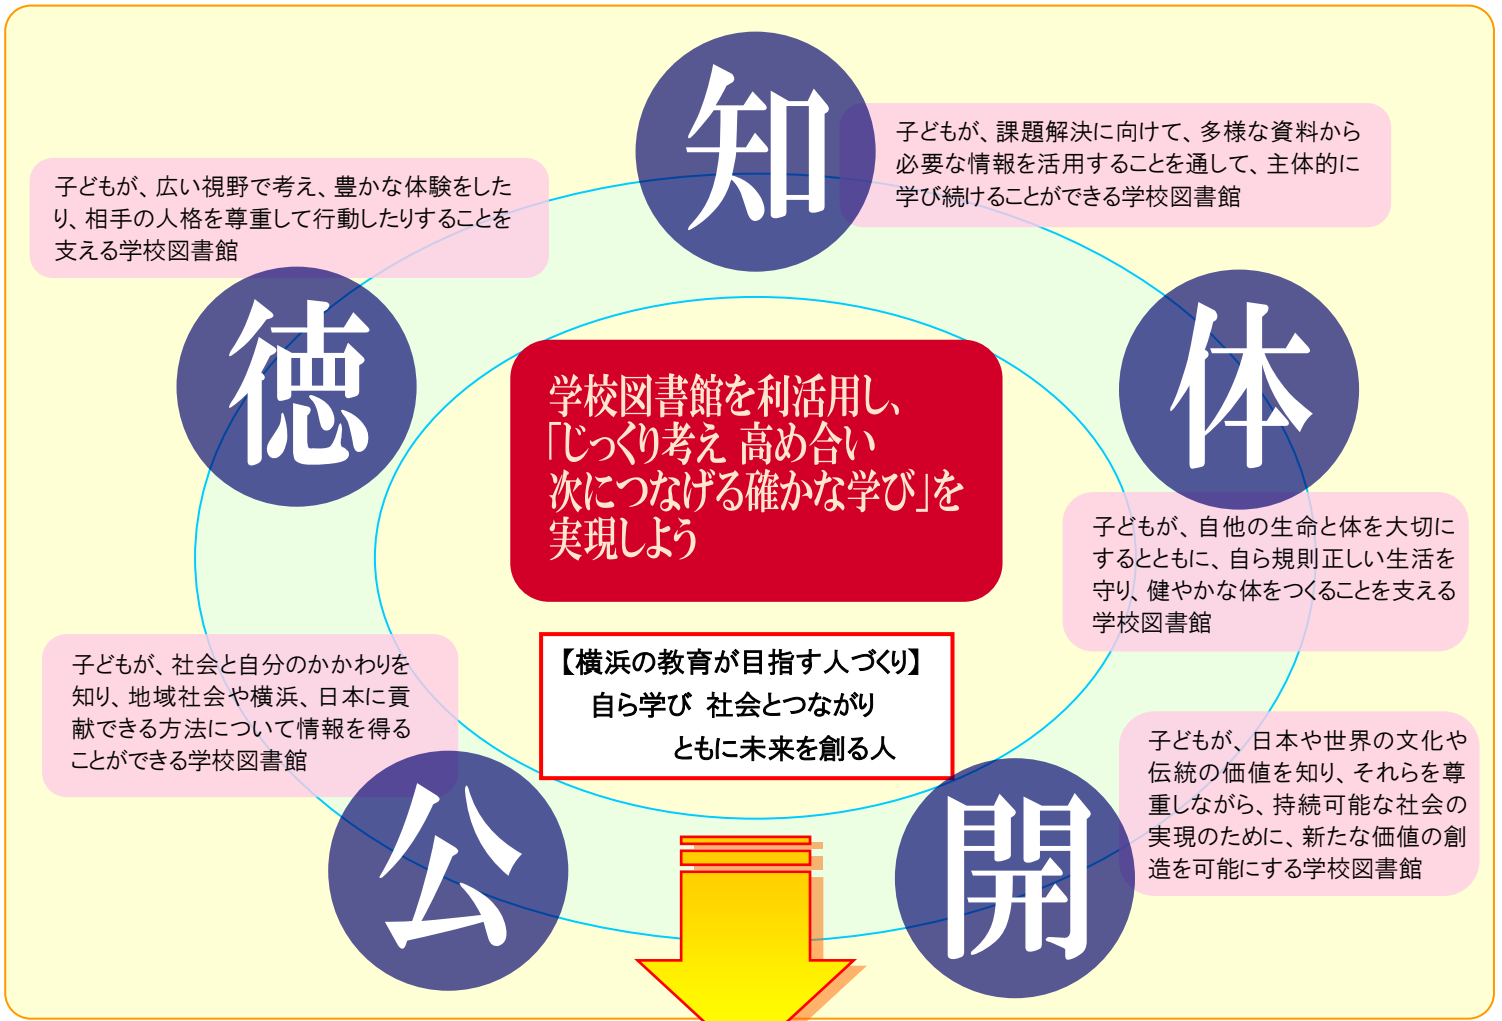 知
子どもが、課題解決に向けて、多様な資料から
必要な情報を活用することを通して、主体的に
学び続けることができる学校図書館
子どもが、広い視野で考え、豊かな体験をした
り、相手の人格を尊重して行動したりすることを
支える学校図書館
徳
体
子どもが、自他の生命と体を大切に
するとともに、自ら規則正しい生活を
守り、健やかな体をつくることを支える
学校図書館
学校図書館を利活用し、
「じっくり考え 高め合い
次につなげる確かな学び」を
実現しよう
【横浜の教育が目指す人づくり】
自ら学び 社会とつながり
ともに未来を創る人
子どもが、社会と自分のかかわりを
知り、地域社会や横浜、日本に貢
献できる方法について情報を得る
ことができる学校図書館
公
開
子どもが、日本や世界の文化や
伝統の価値を知り、それらを尊
重しながら、持続可能な社会の
実現のために、新たな価値の創
造を可能にする学校図書館